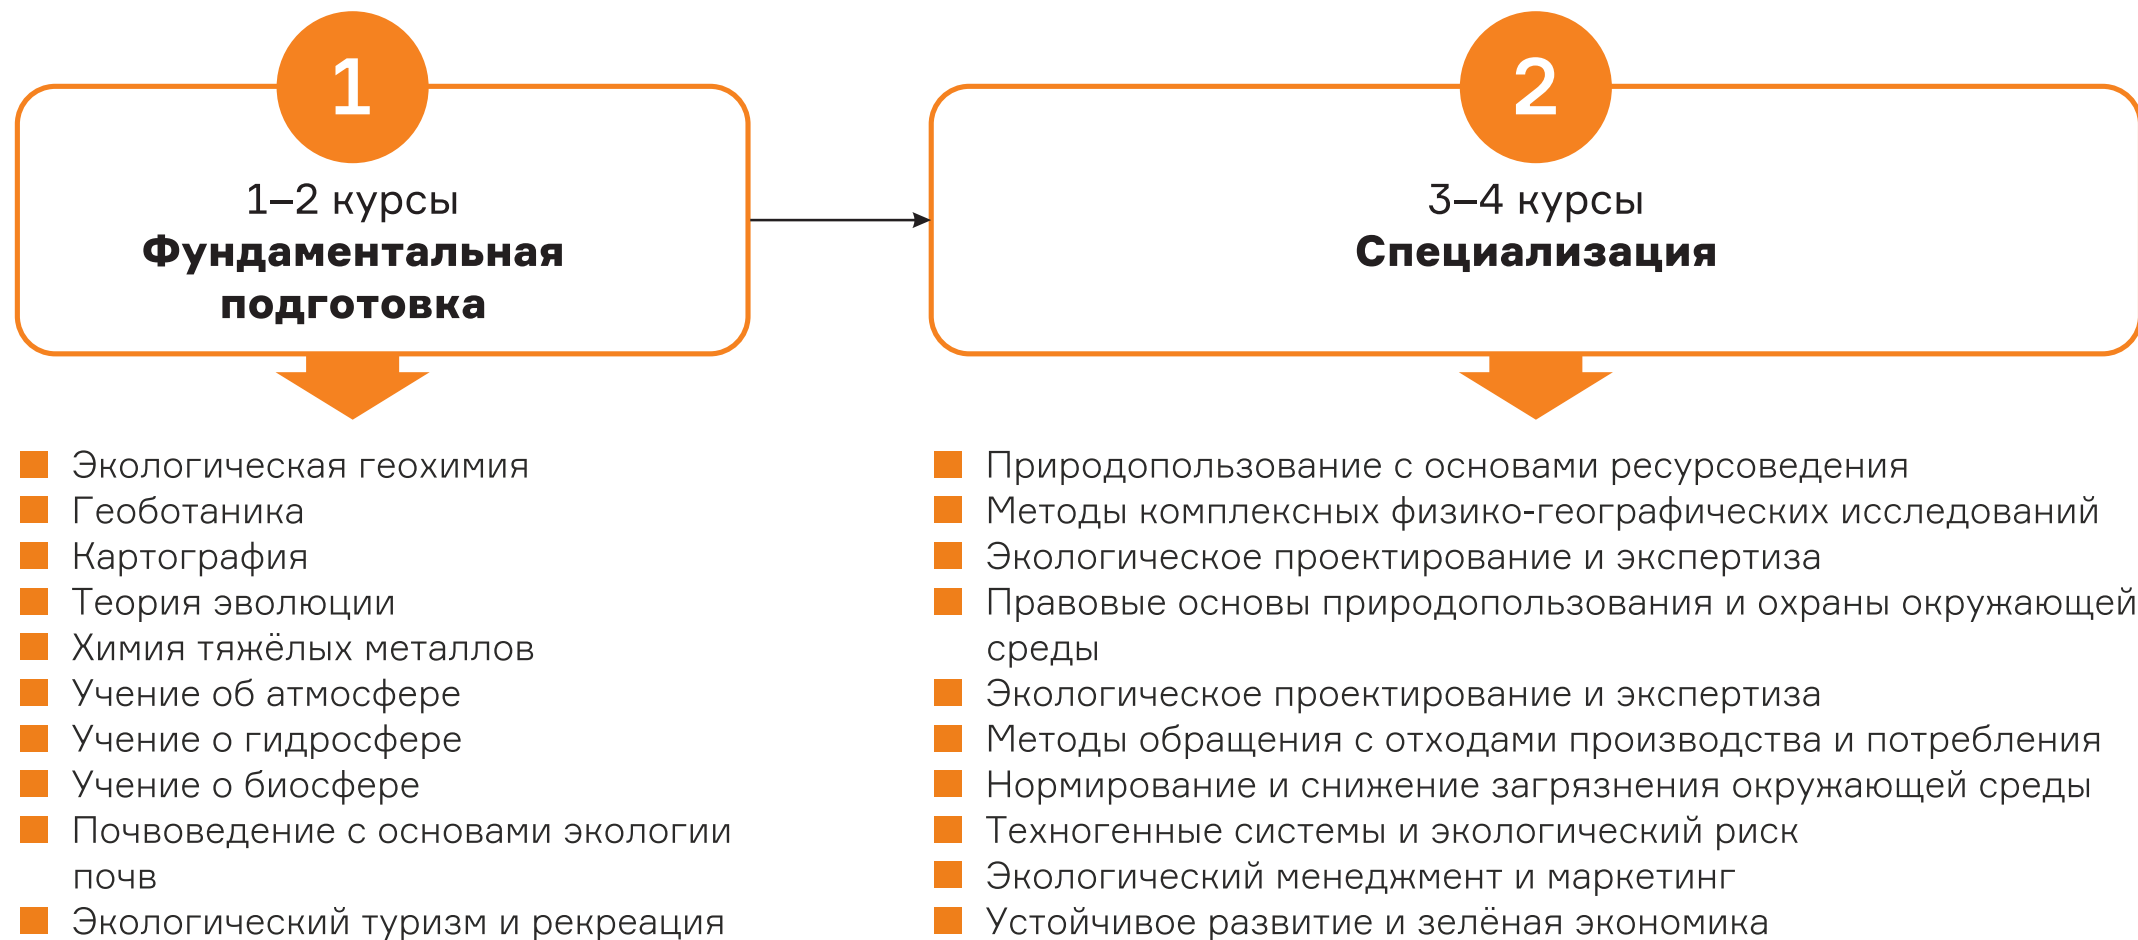 1
1–2 курсы
Фундаментальная
подготовка
Экологическая геохимия
Геоботаника
Картография
Теория эволюции
Химия тяжёлых металлов
Учение об атмосфере
Учение о гидросфере
Учение о биосфере
Почвоведение с основами экологии
почв
Экологический туризм и рекреация
2
3–4 курсы
Специализация
Природопользование с основами ресурсоведения
Методы комплексных физико-географических исследований
Экологическое проектирование и экспертиза
Правовые основы природопользования и охраны окружающей
среды
Экологическое проектирование и экспертиза
Методы обращения с отходами производства и потребления
Нормирование и снижение загрязнения окружающей среды
Техногенные системы и экологический риск
Экологический менеджмент и маркетинг
Устойчивое развитие и зелёная экономика